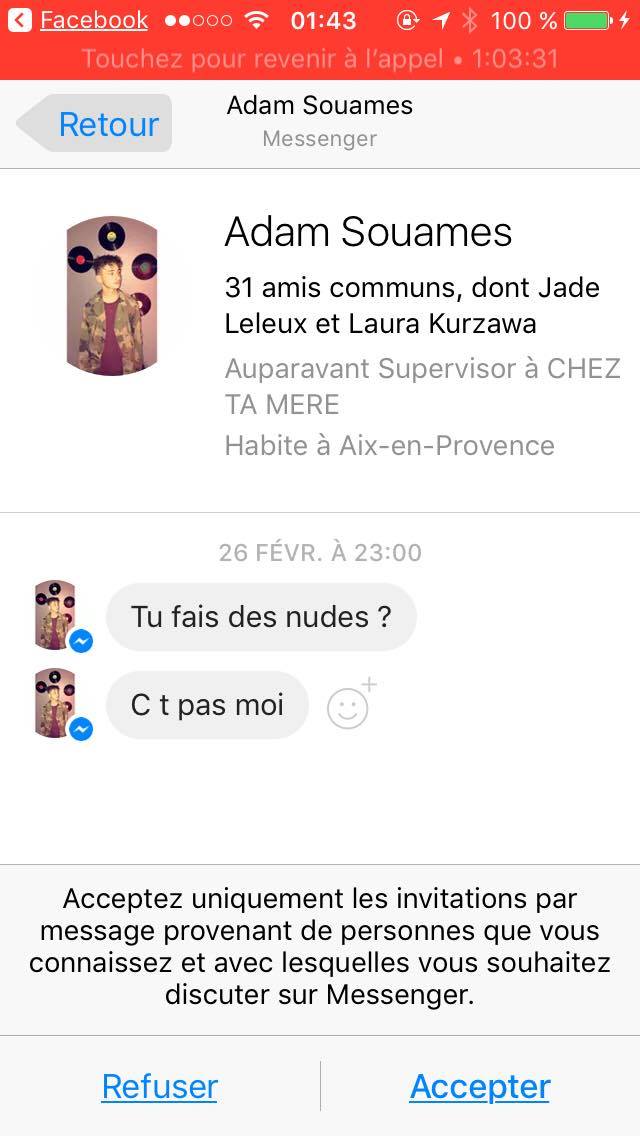 Facebook 01:43 100 %
Touchez pour revenir à l’appel • 1:03:31
Retour
Adam Souames
Messenger
Adam Souames
31 amis communs, dont Jade
Leleux et Laura Kurzawa
Auparavant Supervisor à CHEZ
TA MERE
Habite à Aix-en-Provence
26 FÉVR. À 23:00
Tu fais des nudes ?
C t pas moi
Acceptez uniquement les invitations par
message provenant de personnes que vous
connaissez et avec lesquelles vous souhaitez
discuter sur Messenger.
Refuser
Accepter